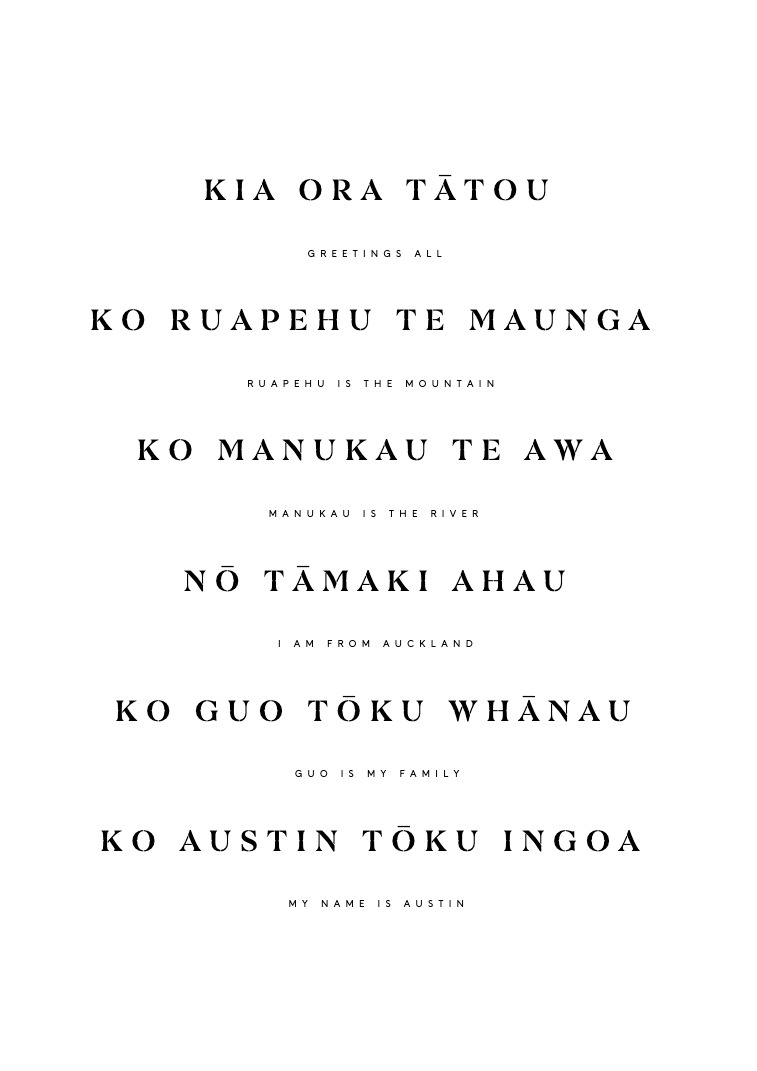 KIA ORA TĀTOU
GREETINGS ALL
KO RUAPEHU TE MAUNGA
RUAPEHU IS THE MOUNTAIN
KO MANUKAU TE AWA
MANUKAU IS THE RIVER
NŌ TĀMAKI AHAU
I AM FROM AUCKLAND
KO GUO TŌKU WHĀNAU
GUO IS MY FAMILY
KO AUSTIN TŌKU INGOA
MY NAME IS AUSTIN